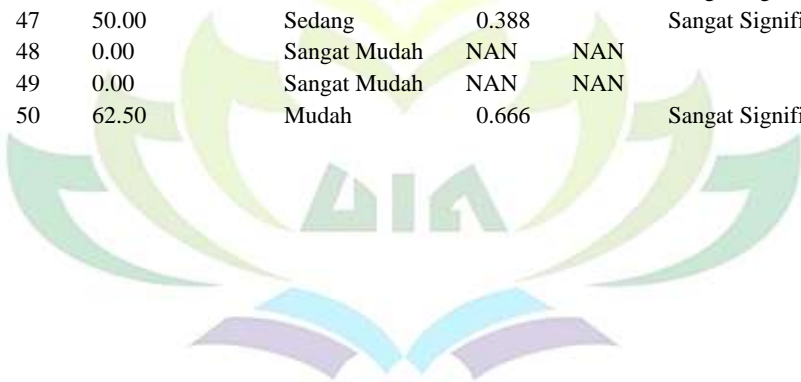 47 50.00 Sedang 0.388 Sangat Signifi
48 0.00 Sangat Mudah NAN NAN
49 0.00 Sangat Mudah NAN NAN
50 62.50 Mudah 0.666 Sangat Signifi
UIN